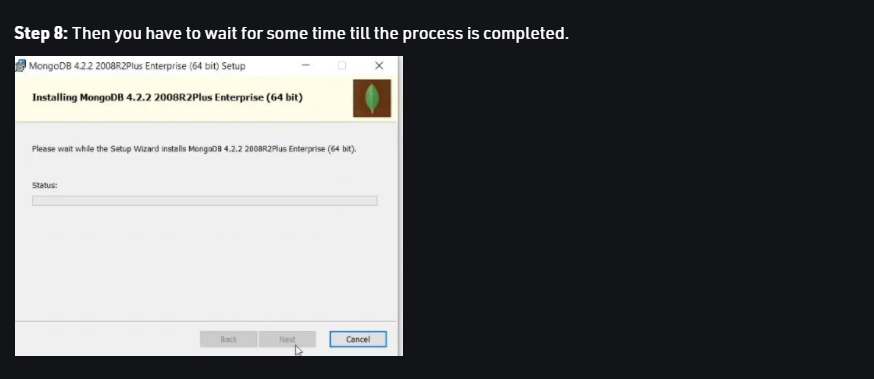 Step 8: Then you have to wait for some time till the process is completed.
MongoDB 4.2.2 2008R2Plus Enterprise (64 bit) Setup
Installing MongoDB 4.2.2 2008R2Plus Enterprise (64 bit)
Please wait while the Setup Wizard installs MongoDB 4.2.2 2008R2Plus Enterprise (64 bit).
Status:
Back Next Cancel